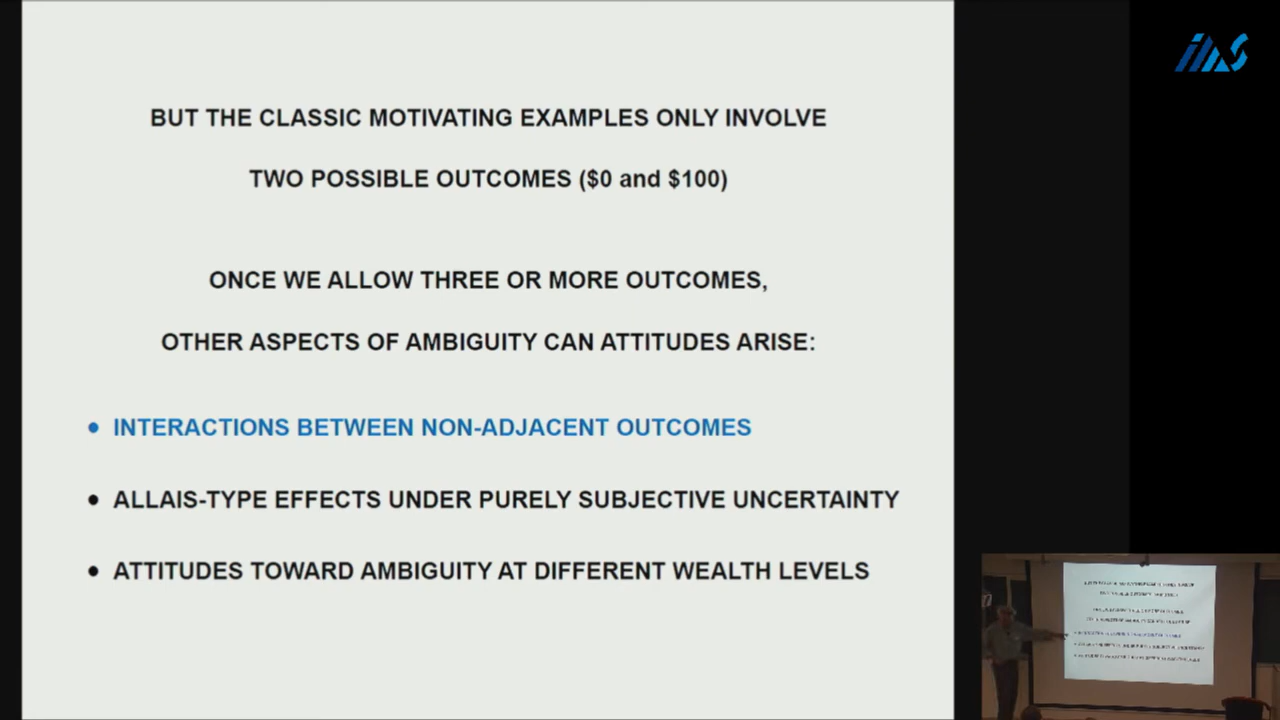 BUT THE CLASSIC MOTIVATING EXAMPLES ONLY INVOLVE
TWO POSSIBLE OUTCOMES ($0 and $100)
ONCE WE ALLOW THREE OR MORE OUTCOMES,
OTHER ASPECTS OF AMBIGUITY CAN ATTITUDES ARISE:
• INTERACTIONS BETWEEN NON-ADJACENT OUTCOMES
• ALLAIS-TYPE EFFECTS UNDER PURELY SUBJECTIVE UNCERTAINTY
• ATTITUDES TOWARD AMBIGUITY AT DIFFERENT WEALTH LEVELS